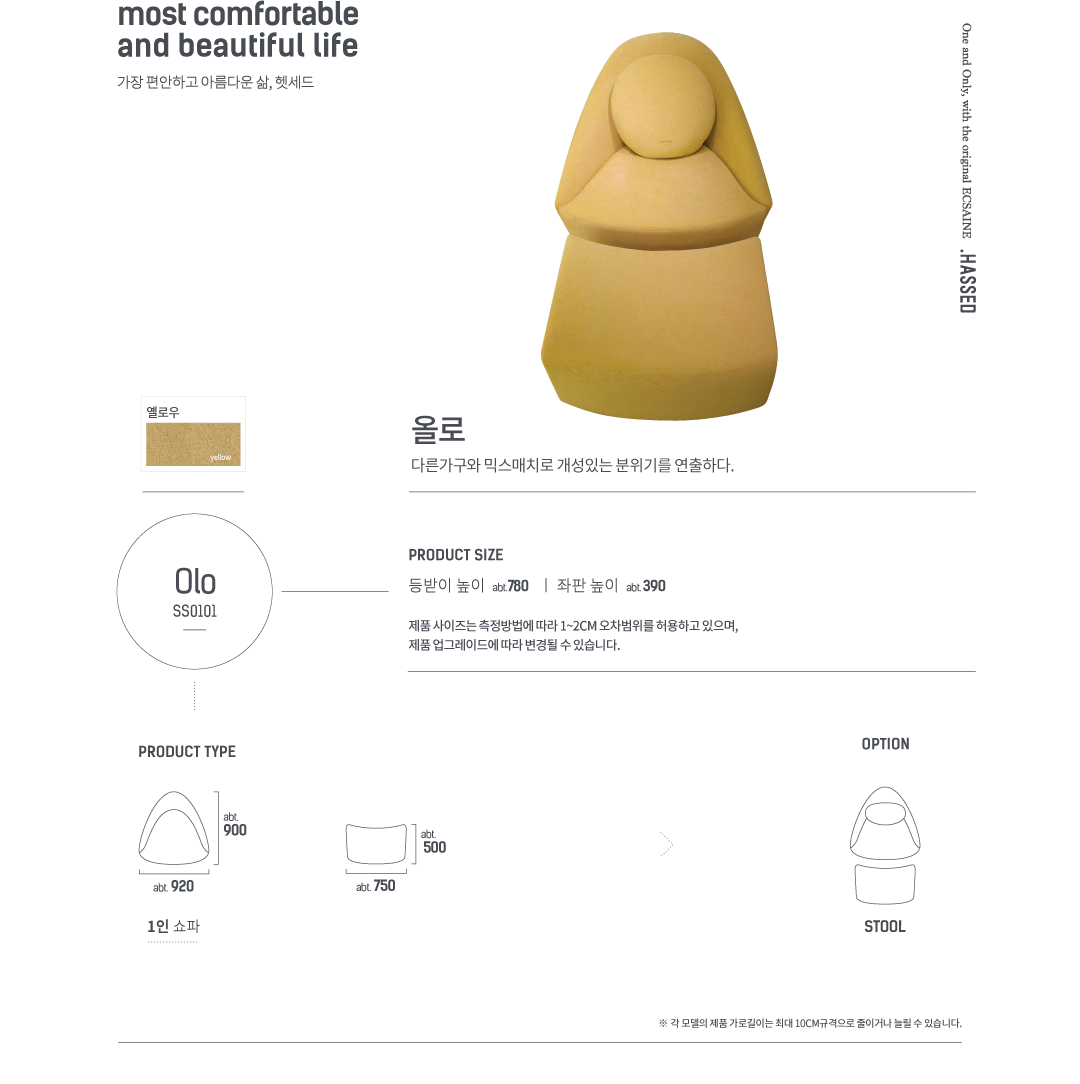 most comfortable
and beautiful life
가장 편안하고 아름다운 삶, 헷세드
One and Only, with the original ECSAINE .HASSED
옐로우
yellow
올로
다른가구와 믹스매치로 개성있는 분위기를 연출하다.
Olo
SS0101
PRODUCT SIZE
등받이 높이 abt.780 | 좌판 높이 abt.390
제품 사이즈는 측정방법에 따라 1~2CM 오차범위를 허용하고 있으며,
제품 업그레이드에 따라 변경될 수 있습니다.
PRODUCT TYPE
abt.
900
abt. 920
1인 쇼파
abt.
500
abt. 750
OPTION
STOOL
※ 각 모델의 제품 가로길이는 최대 10CM규격으로 줄이거나 늘릴 수 있습니다.